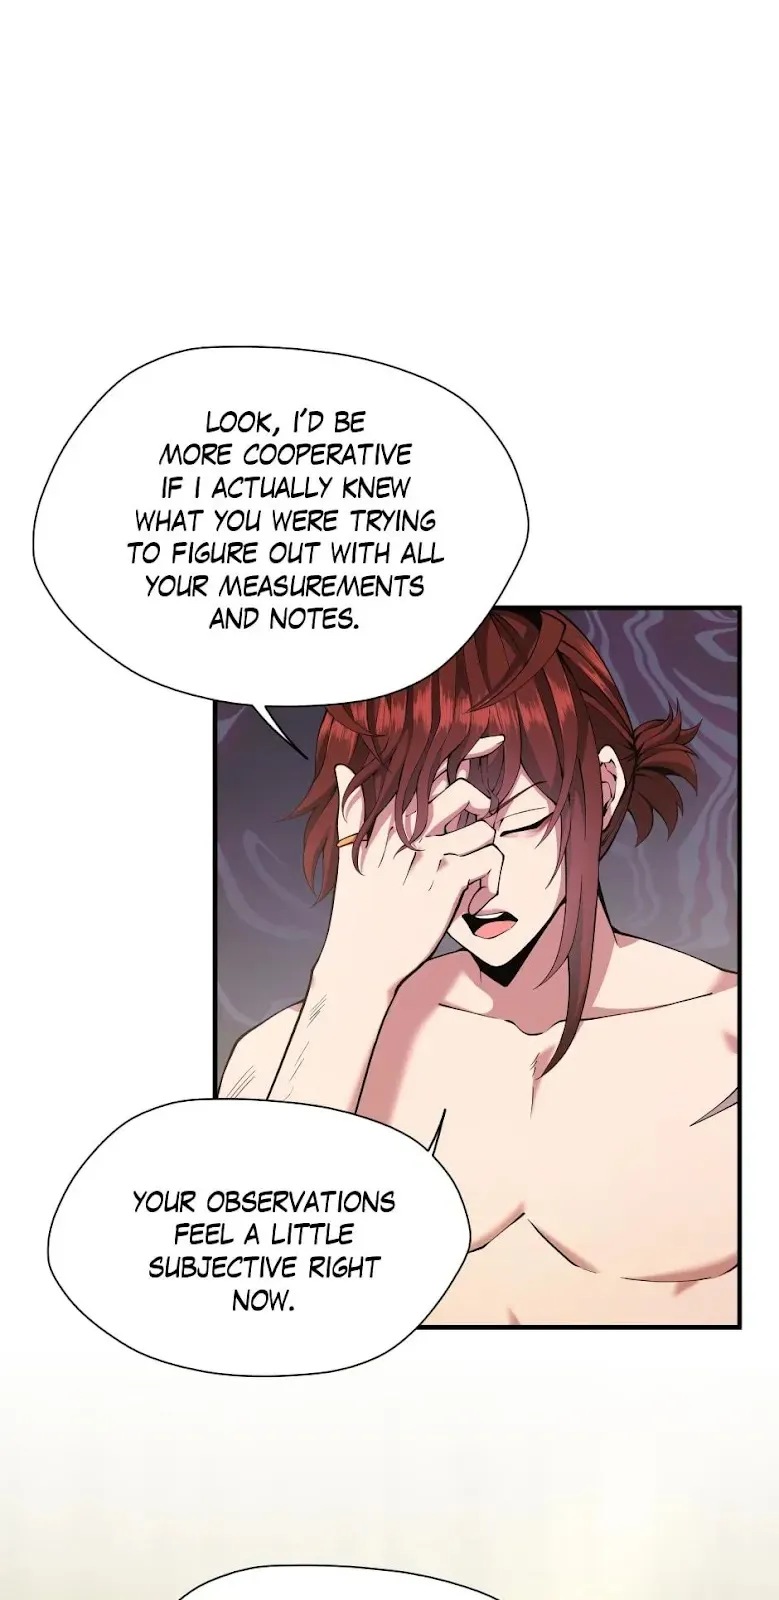 LOOK, I'D BE
MORE COOPERATIVE
IF I ACTUALLY KNEW
WHAT YOU WERE TRYING
TO FIGURE OUT WITH ALL
YOUR MEASUREMENTS
AND NOTES.
YOUR OBSERVATIONS
FEEL A LITTLE
SUBJECTIVE RIGHT
NOW.